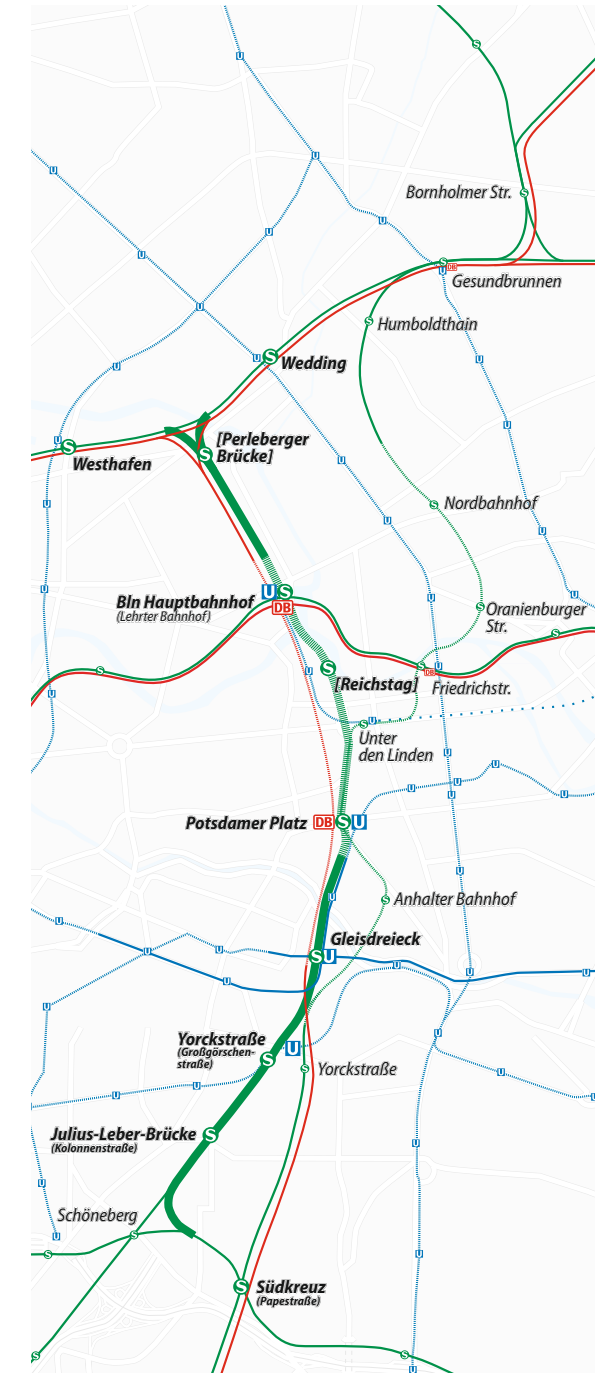 Bornholmer Str.
DB
Gesundbrunnen
Humboldthain
S
Wedding
[Perleberger
Brücke]
S
S
Westhafen
Nordbahnhof
U S
Bln Hauptbahnhof
(Lehrter Bahnhof)
DB
Oranienburger
Str.
S
[Reichstag]
DB
Friedrichstr.
Unter
den Linden
Potsdamer Platz DB S U
Anhalter Bahnhof
Gleisdreieck
S U
Yorckstraße
(Großgörschen-
straße)
U
S
Yorckstraße
Julius-Leber-Brücke
(Kolonnenstraße)
S
Schöneberg
S
Südkreuz
(Papestraße)